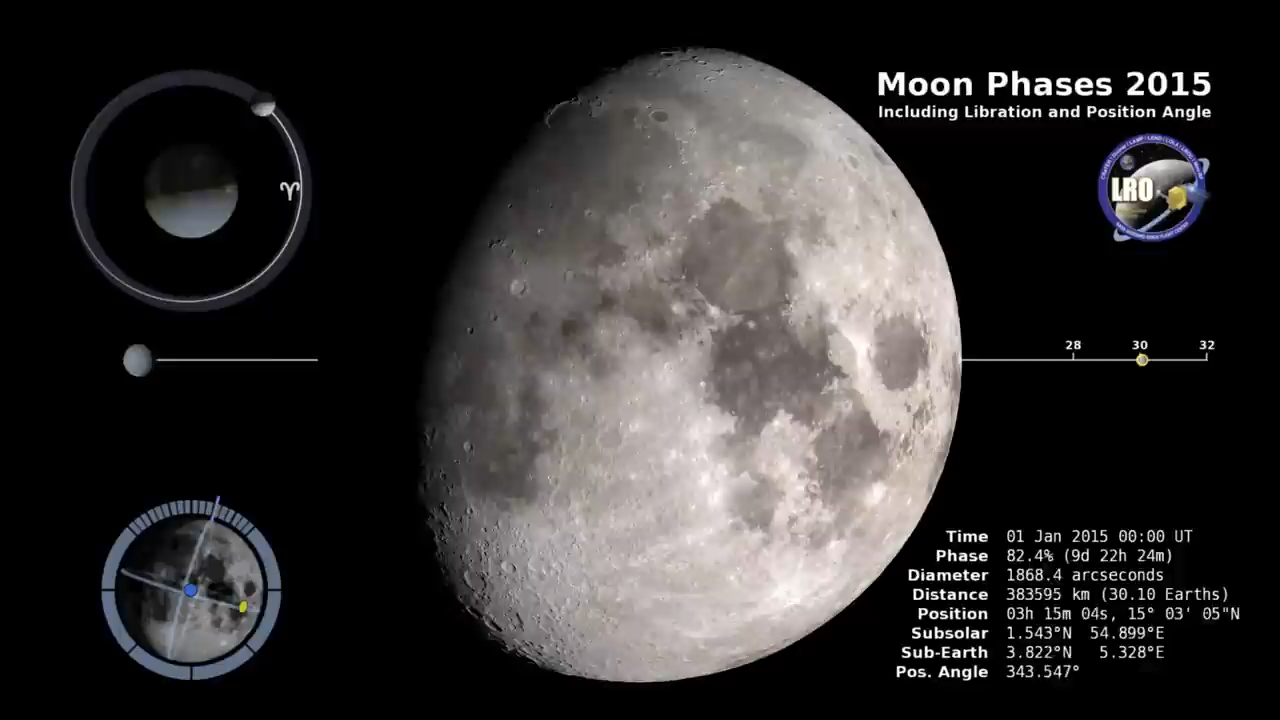 Moon Phases 2015
Including Libration and Position Angle
LRO
♈
28 30 32
Time 01 Jan 2015 00:00 UT
Phase 82.4% (9d 22h 24m)
Diameter 1868.4 arcseconds
Distance 383595 km (30.10 Earths)
Position 03h 15m 04s, 15° 03' 05"N
Subsolar 1.543°N 54.899°E
Sub-Earth 3.822°N 5.328°E
Pos. Angle 343.547°